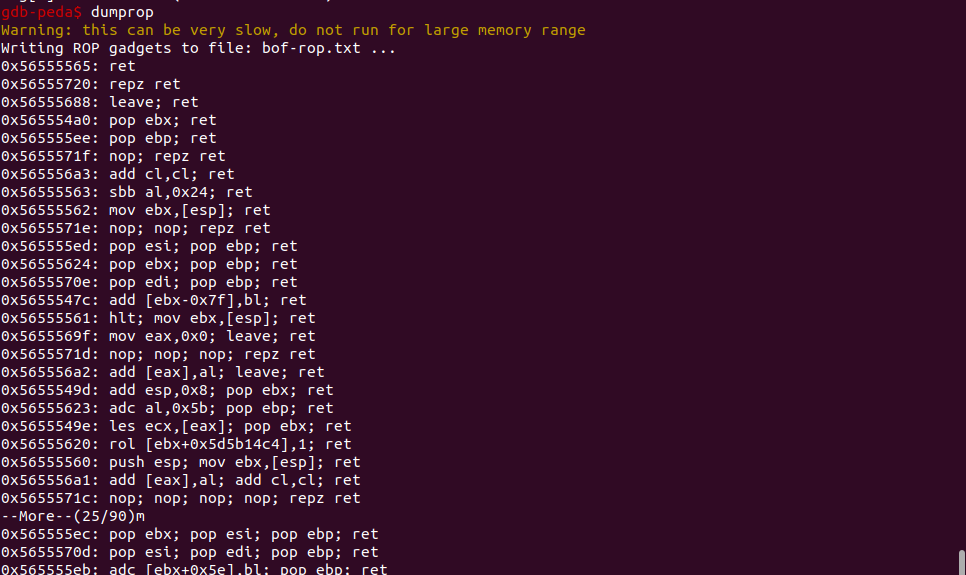 gdb-peda$ dumprop
Warning: this can be very slow, do not run for large memory range
Writing ROP gadgets to file: bof-rop.txt ...
0x56555565: ret
0x56555720: repz ret
0x56555688: leave; ret
0x565554a0: pop ebx; ret
0x565555ee: pop ebp; ret
0x5655571f: nop; repz ret
0x565556a3: add cl,cl; ret
0x56555563: sbb al,0x24; ret
0x56555562: mov ebx,[esp]; ret
0x5655571e: nop; nop; repz ret
0x565555ed: pop esi; pop ebp; ret
0x56555624: pop ebx; pop ebp; ret
0x5655570e: pop edi; pop ebp; ret
0x5655547c: add [ebx-0x7f],bl; ret
0x56555561: hlt; mov ebx,[esp]; ret
0x5655569f: mov eax,0x0; leave; ret
0x5655571d: nop; nop; nop; repz ret
0x565556a2: add [eax],al; leave; ret
0x5655549d: add esp,0x8; pop ebx; ret
0x56555623: adc al,0x5b; pop ebp; ret
0x5655549e: les ecx,[eax]; pop ebx; ret
0x56555620: rol [ebx+0x5d5b14c4],1; ret
0x56555560: push esp; mov ebx,[esp]; ret
0x565556a1: add [eax],al; add cl,cl; ret
0x5655571c: nop; nop; nop; nop; repz ret
--More--(25/90)m
0x565555ec: pop ebx; pop esi; pop ebp; ret
0x5655570d: pop esi; pop edi; pop ebp; ret
0x565555eb: adc [ebx+0x5e],bl; pop ebp; ret